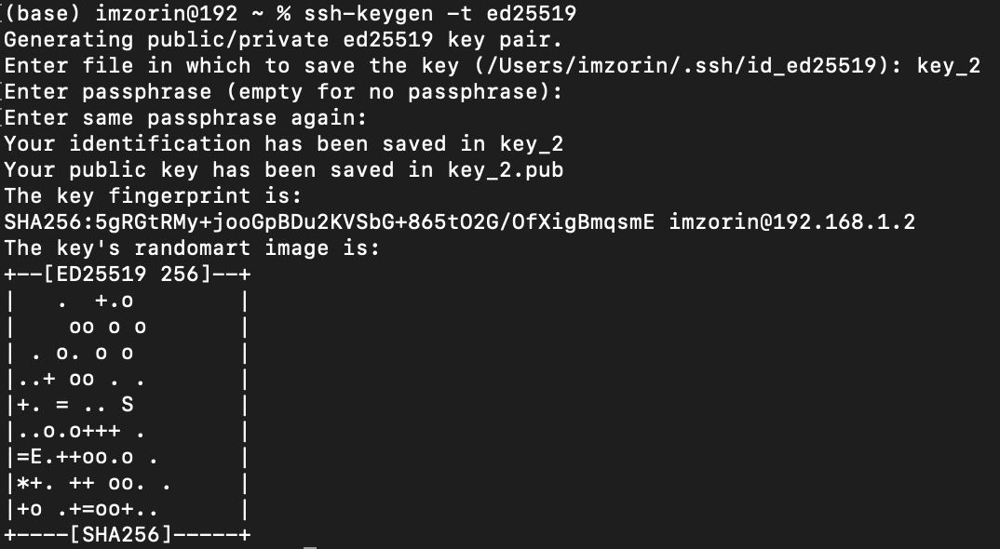 (base) imzorin@192 ~ % ssh-keygen -t ed25519
Generating public/private ed25519 key pair.
Enter file in which to save the key (/Users/imzorin/.ssh/id_ed25519): key_2
Enter passphrase (empty for no passphrase):
Enter same passphrase again:
Your identification has been saved in key_2
Your public key has been saved in key_2.pub
The key fingerprint is:
SHA256:5gRGtRMy+jooGpBDu2KVSbG+865tO2G/OfXigBmqsmE imzorin@192.168.1.2
The key's randomart image is:
+--[ED25519 256]--+
|   .  +.o        |
|    oo o o       |
| . o. o o        |
|..+ oo . .       |
|+. = .. S        |
|..o.o+++ .       |
|=E.++oo.o .      |
|*+. ++ oo. .     |
|+o .+=oo+..      |
+----[SHA256]-----+